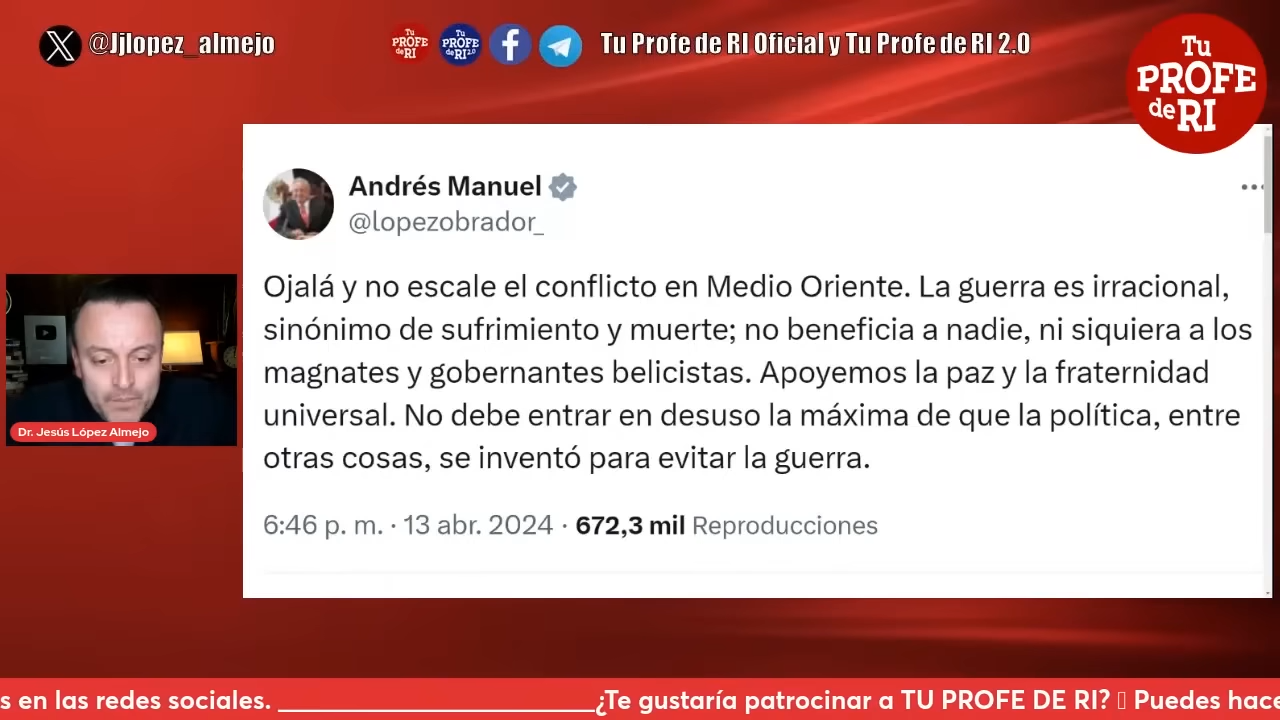 @Jjlopez_almejo
Tu
PROFE
de RI
Tu
PROFE
de RI 2.0
Tu Profe de RI Oficial y Tu Profe de RI 2.0
Tu
PROFE
de RI
Andrés Manuel
@lopezobrador_
Ojalá y no escale el conflicto en Medio Oriente. La guerra es irracional,
sinónimo de sufrimiento y muerte; no beneficia a nadie, ni siquiera a los
magnates y gobernantes belicistas. Apoyemos la paz y la fraternidad
universal. No debe entrar en desuso la máxima de que la política, entre
otras cosas, se inventó para evitar la guerra.
6:46 p. m. · 13 abr. 2024 · 672,3 mil Reproducciones
Dr. Jesús López Almejo
s en las redes sociales. ________________________¿Te gustaría patrocinar a TU PROFE DE RI? ▯ Puedes hace